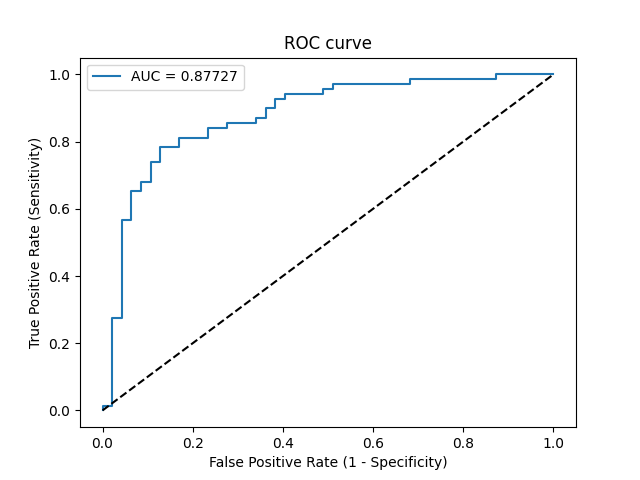 ROC curve
AUC = 0.87727
True Positive Rate (Sensitivity)
1.0
0.8
0.6
0.4
0.2
0.0
0.0 0.2 0.4 0.6 0.8 1.0
False Positive Rate (1 - Specificity)